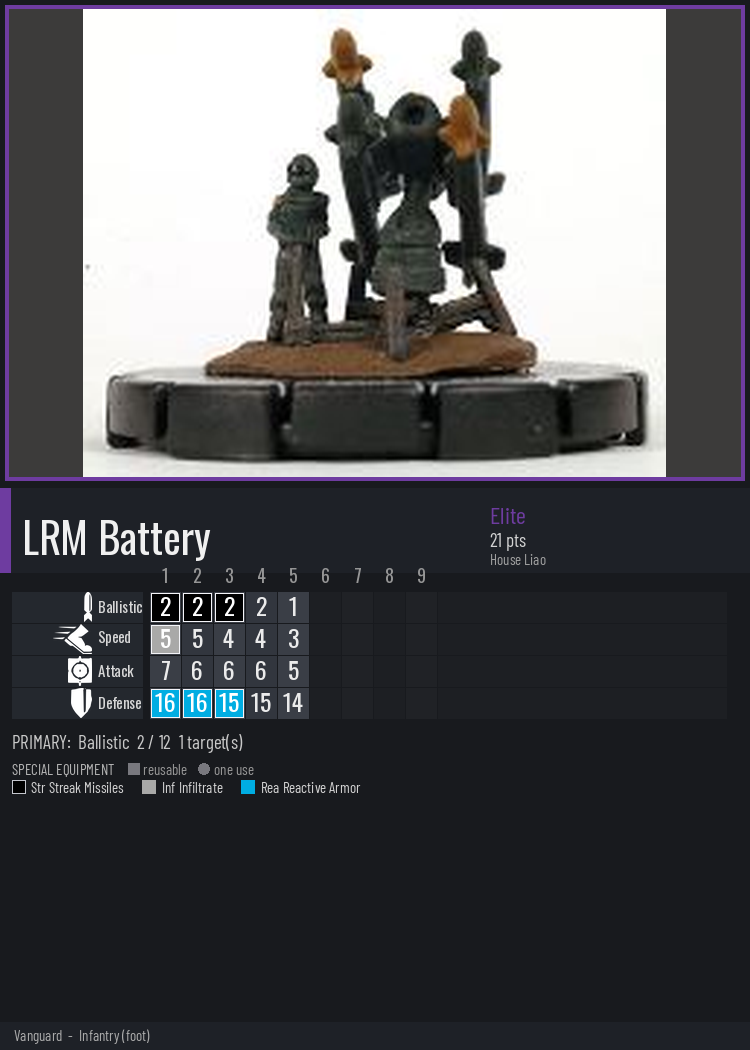 LRM Battery
Elite
21 pts
House Liao
1 2 3 4 5 6 7 8 9
Ballistic 2 2 2 2 1
Speed 5 5 4 4 3
Attack 7 6 6 6 5
Defense 16 16 15 15 14
PRIMARY: Ballistic 2 / 12 1 target(s)
SPECIAL EQUIPMENT reusable one use
Str Streak Missiles Inf Infiltrate Rea Reactive Armor
Vanguard - Infantry (foot)